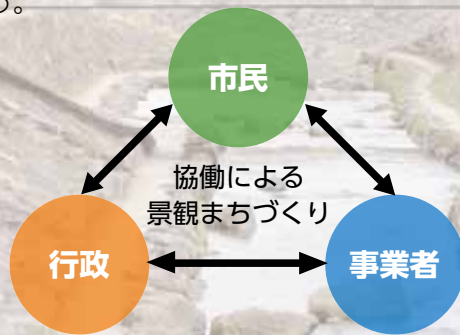 う。
市民
協働による
景観まちづくり
行政
事業者